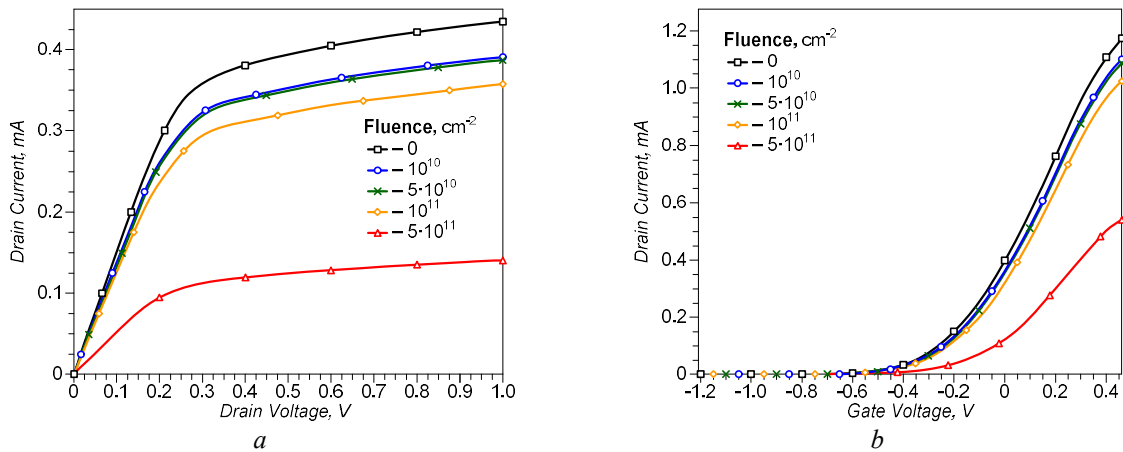 Drain Current, mA
0.4
0.3
0.2
0.1
0
0 0.1 0.2 0.3 0.4 0.5 0.6 0.7 0.8 0.9 1.0
Drain Voltage, V
Fluence, cm⁻²
– 0
– 10¹⁰
– 5·10¹⁰
– 10¹¹
– 5·10¹¹
a
Drain Current, mA
1.2
1.0
0.8
0.6
0.4
0.2
0
-1.2 -1.0 -0.8 -0.6 -0.4 -0.2 0 0.2 0.4
Gate Voltage, V
Fluence, cm⁻²
– 0
– 10¹⁰
– 5·10¹⁰
– 10¹¹
– 5·10¹¹
b